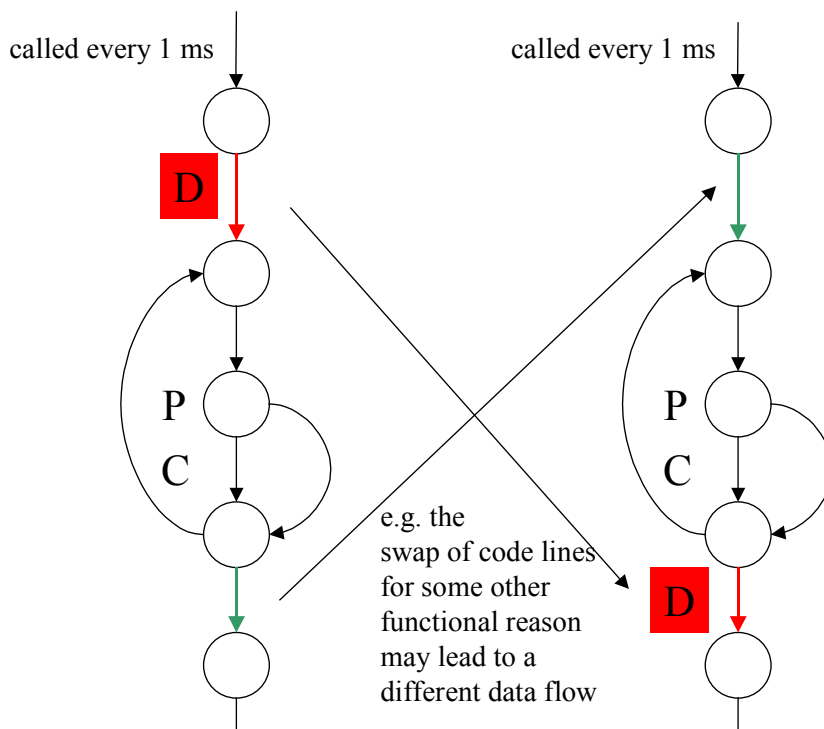 called every 1 ms
called every 1 ms
D
P
P
C
C
e.g. the
swap of code lines
for some other
functional reason
may lead to a
different data flow
D